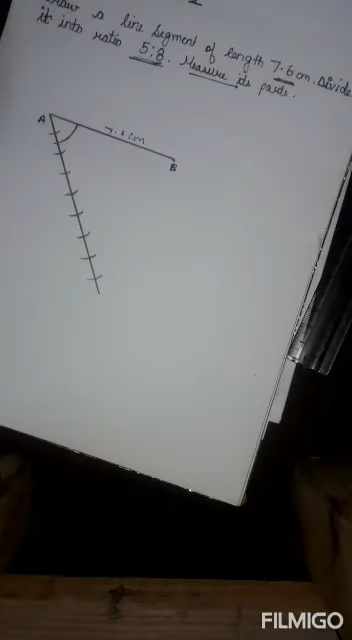 Draw a line segment of length 7.6 cm. Divide
it into ratio 5:8. Measure its parts.
A
7.6 cm
B
FILMIGO